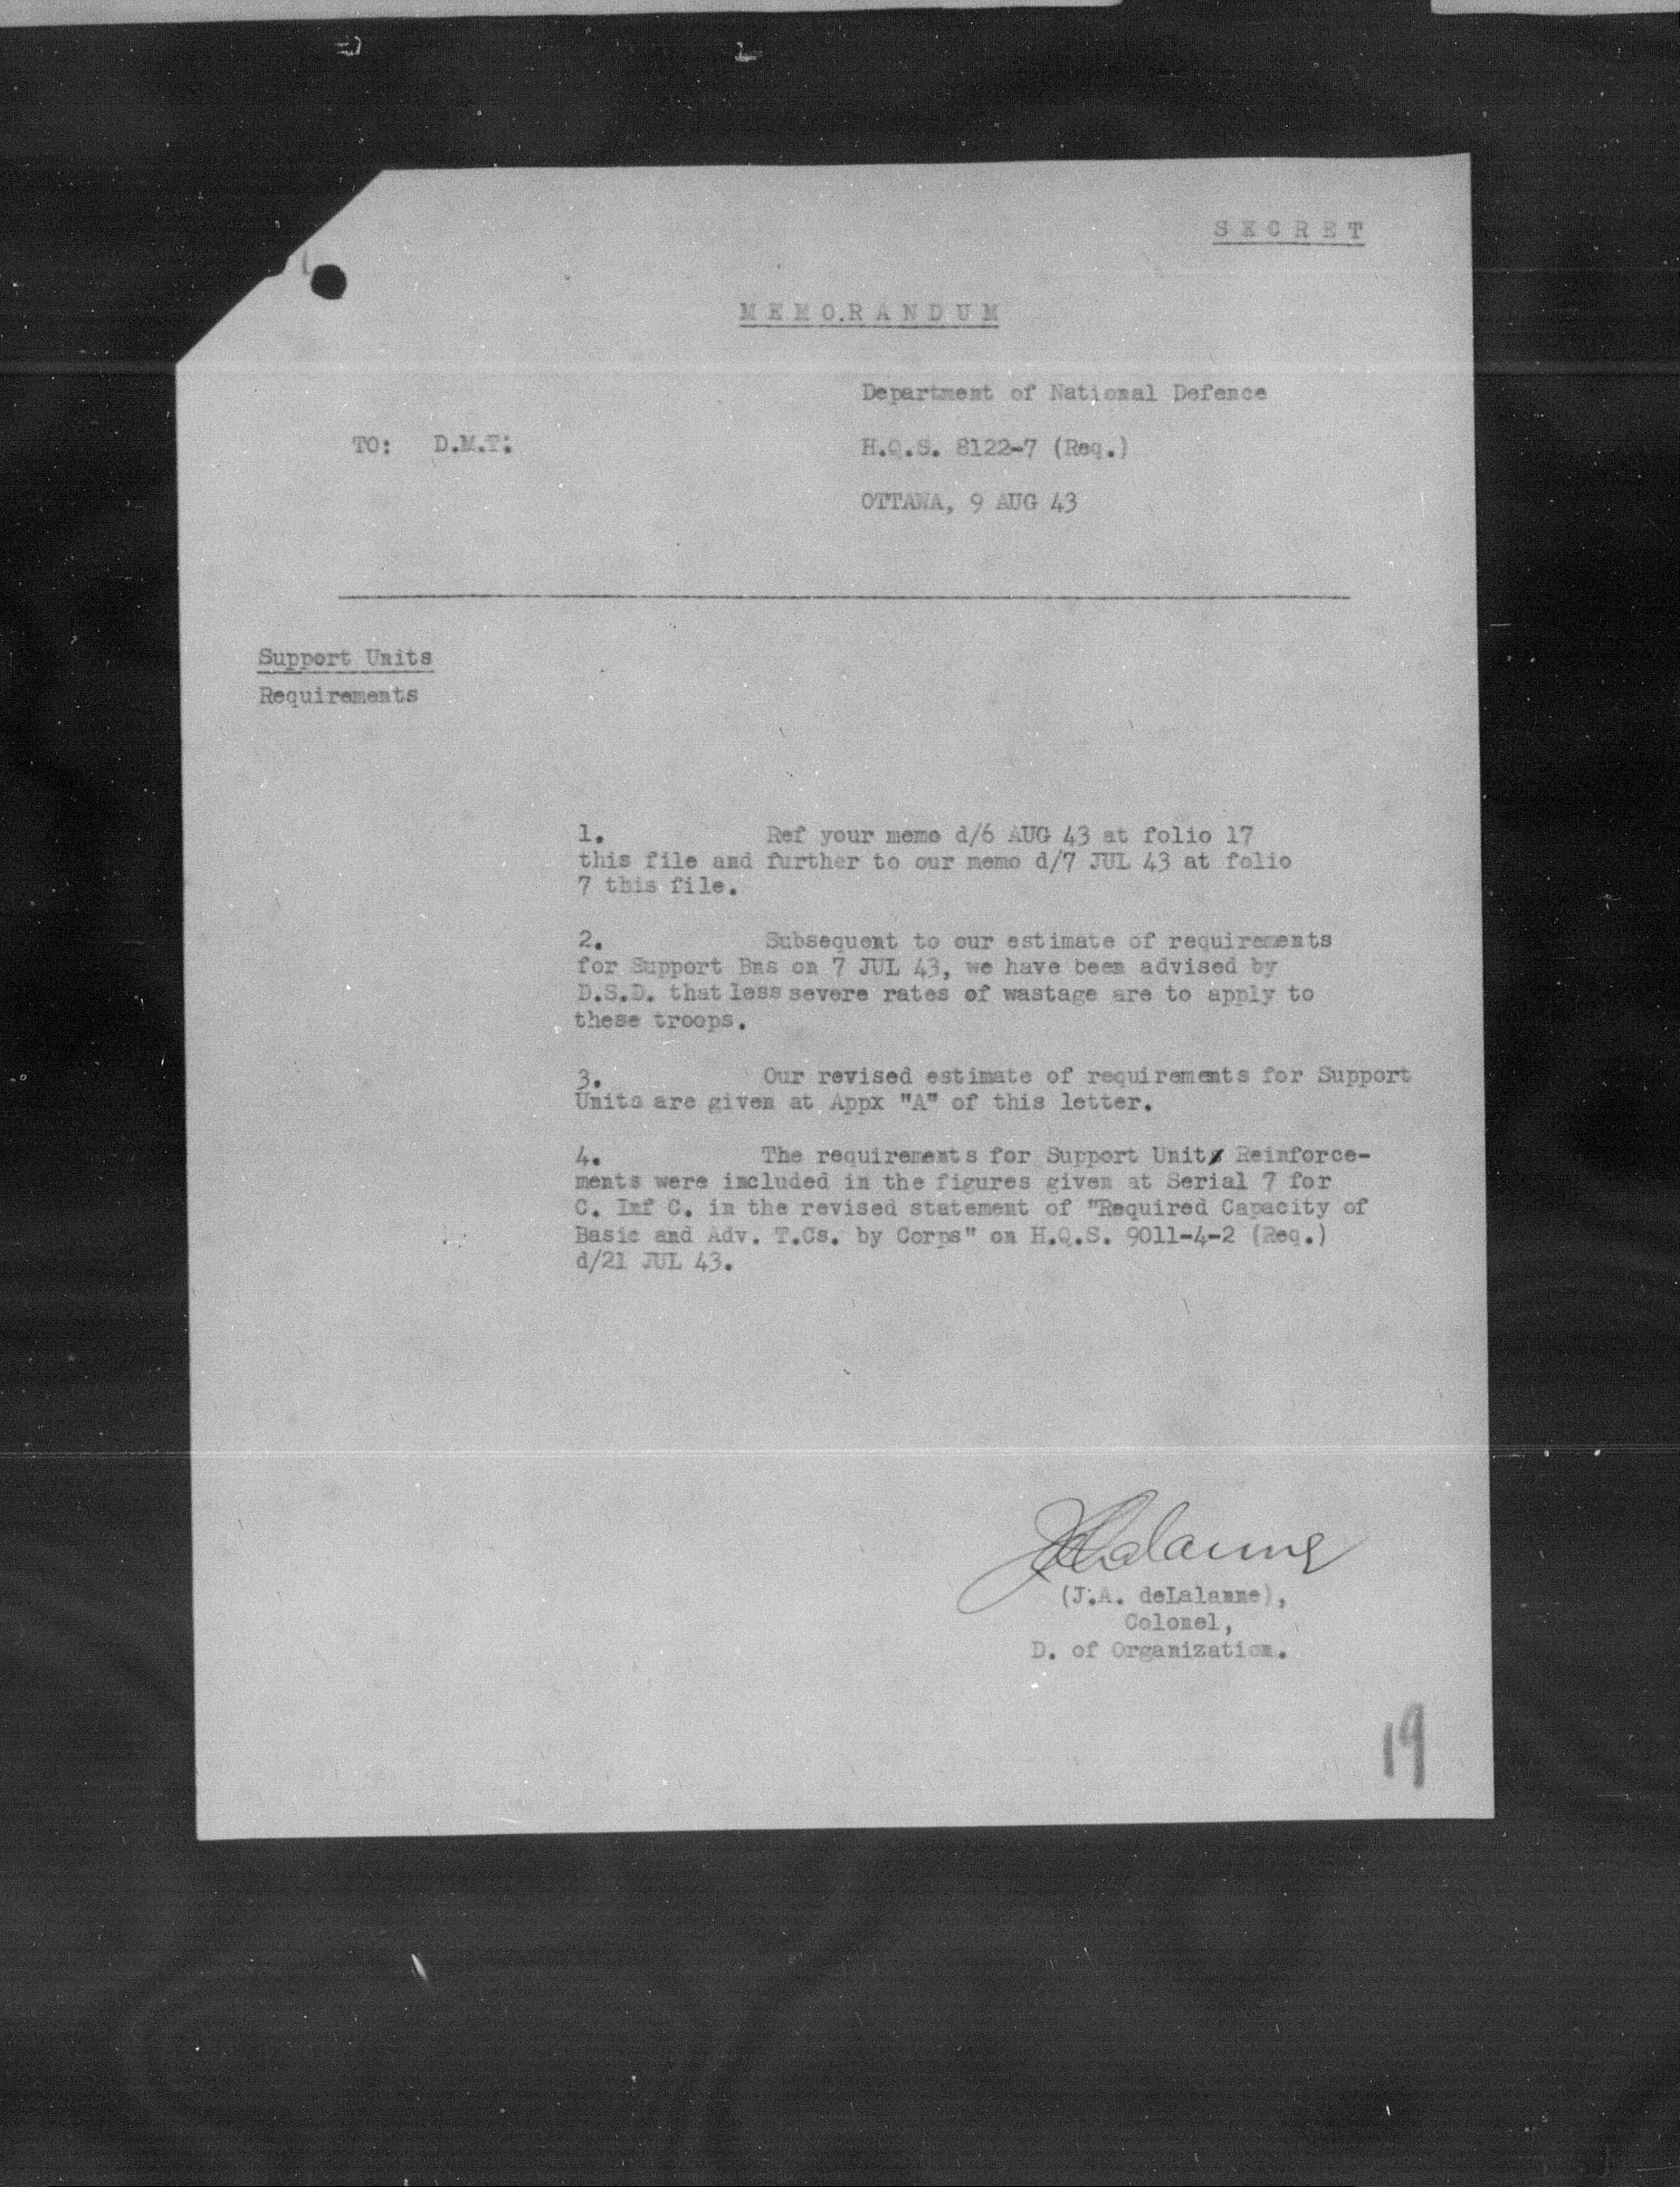 SECRET
MEMORANDUM
Department of National Defence
TO: D.M.T.
H.Q.S. 8122-7 (Req.)
OTTAWA, 9 AUG 43
Support Units
Requirements
1. Ref your memo d/6 AUG 43 at folio 17
this file and further to our memo d/7 JUL 43 at folio
7 this file.
2. Subsequent to our estimate of requirements
for Support Bns on 7 JUL 43, we have been advised by
D.S.D. that less severe rates of wastage are to apply to
these troops.
3. Our revised estimate of requirements for Support
Units are given at Appx "A" of this letter.
4. The requirements for Support Unit Reinforce-
ments were included in the figures given at Serial 7 for
C. Inf C. in the revised statement of "Required Capacity of
Basic and Adv. T.Cs. by Corps" on H.Q.S. 9011-4-2 (Req.)
d/21 JUL 43.
(J.A. deLalanne),
Colonel,
D. of Organization.
19